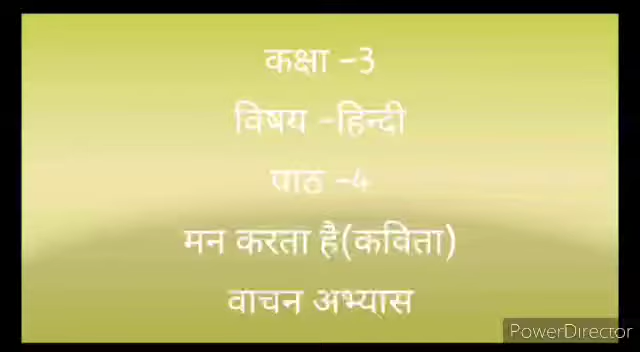 कक्षा -3
विषय -हिन्दी
पाठ -4
मन करता है(कविता)
वाचन अभ्यास
PowerDirector